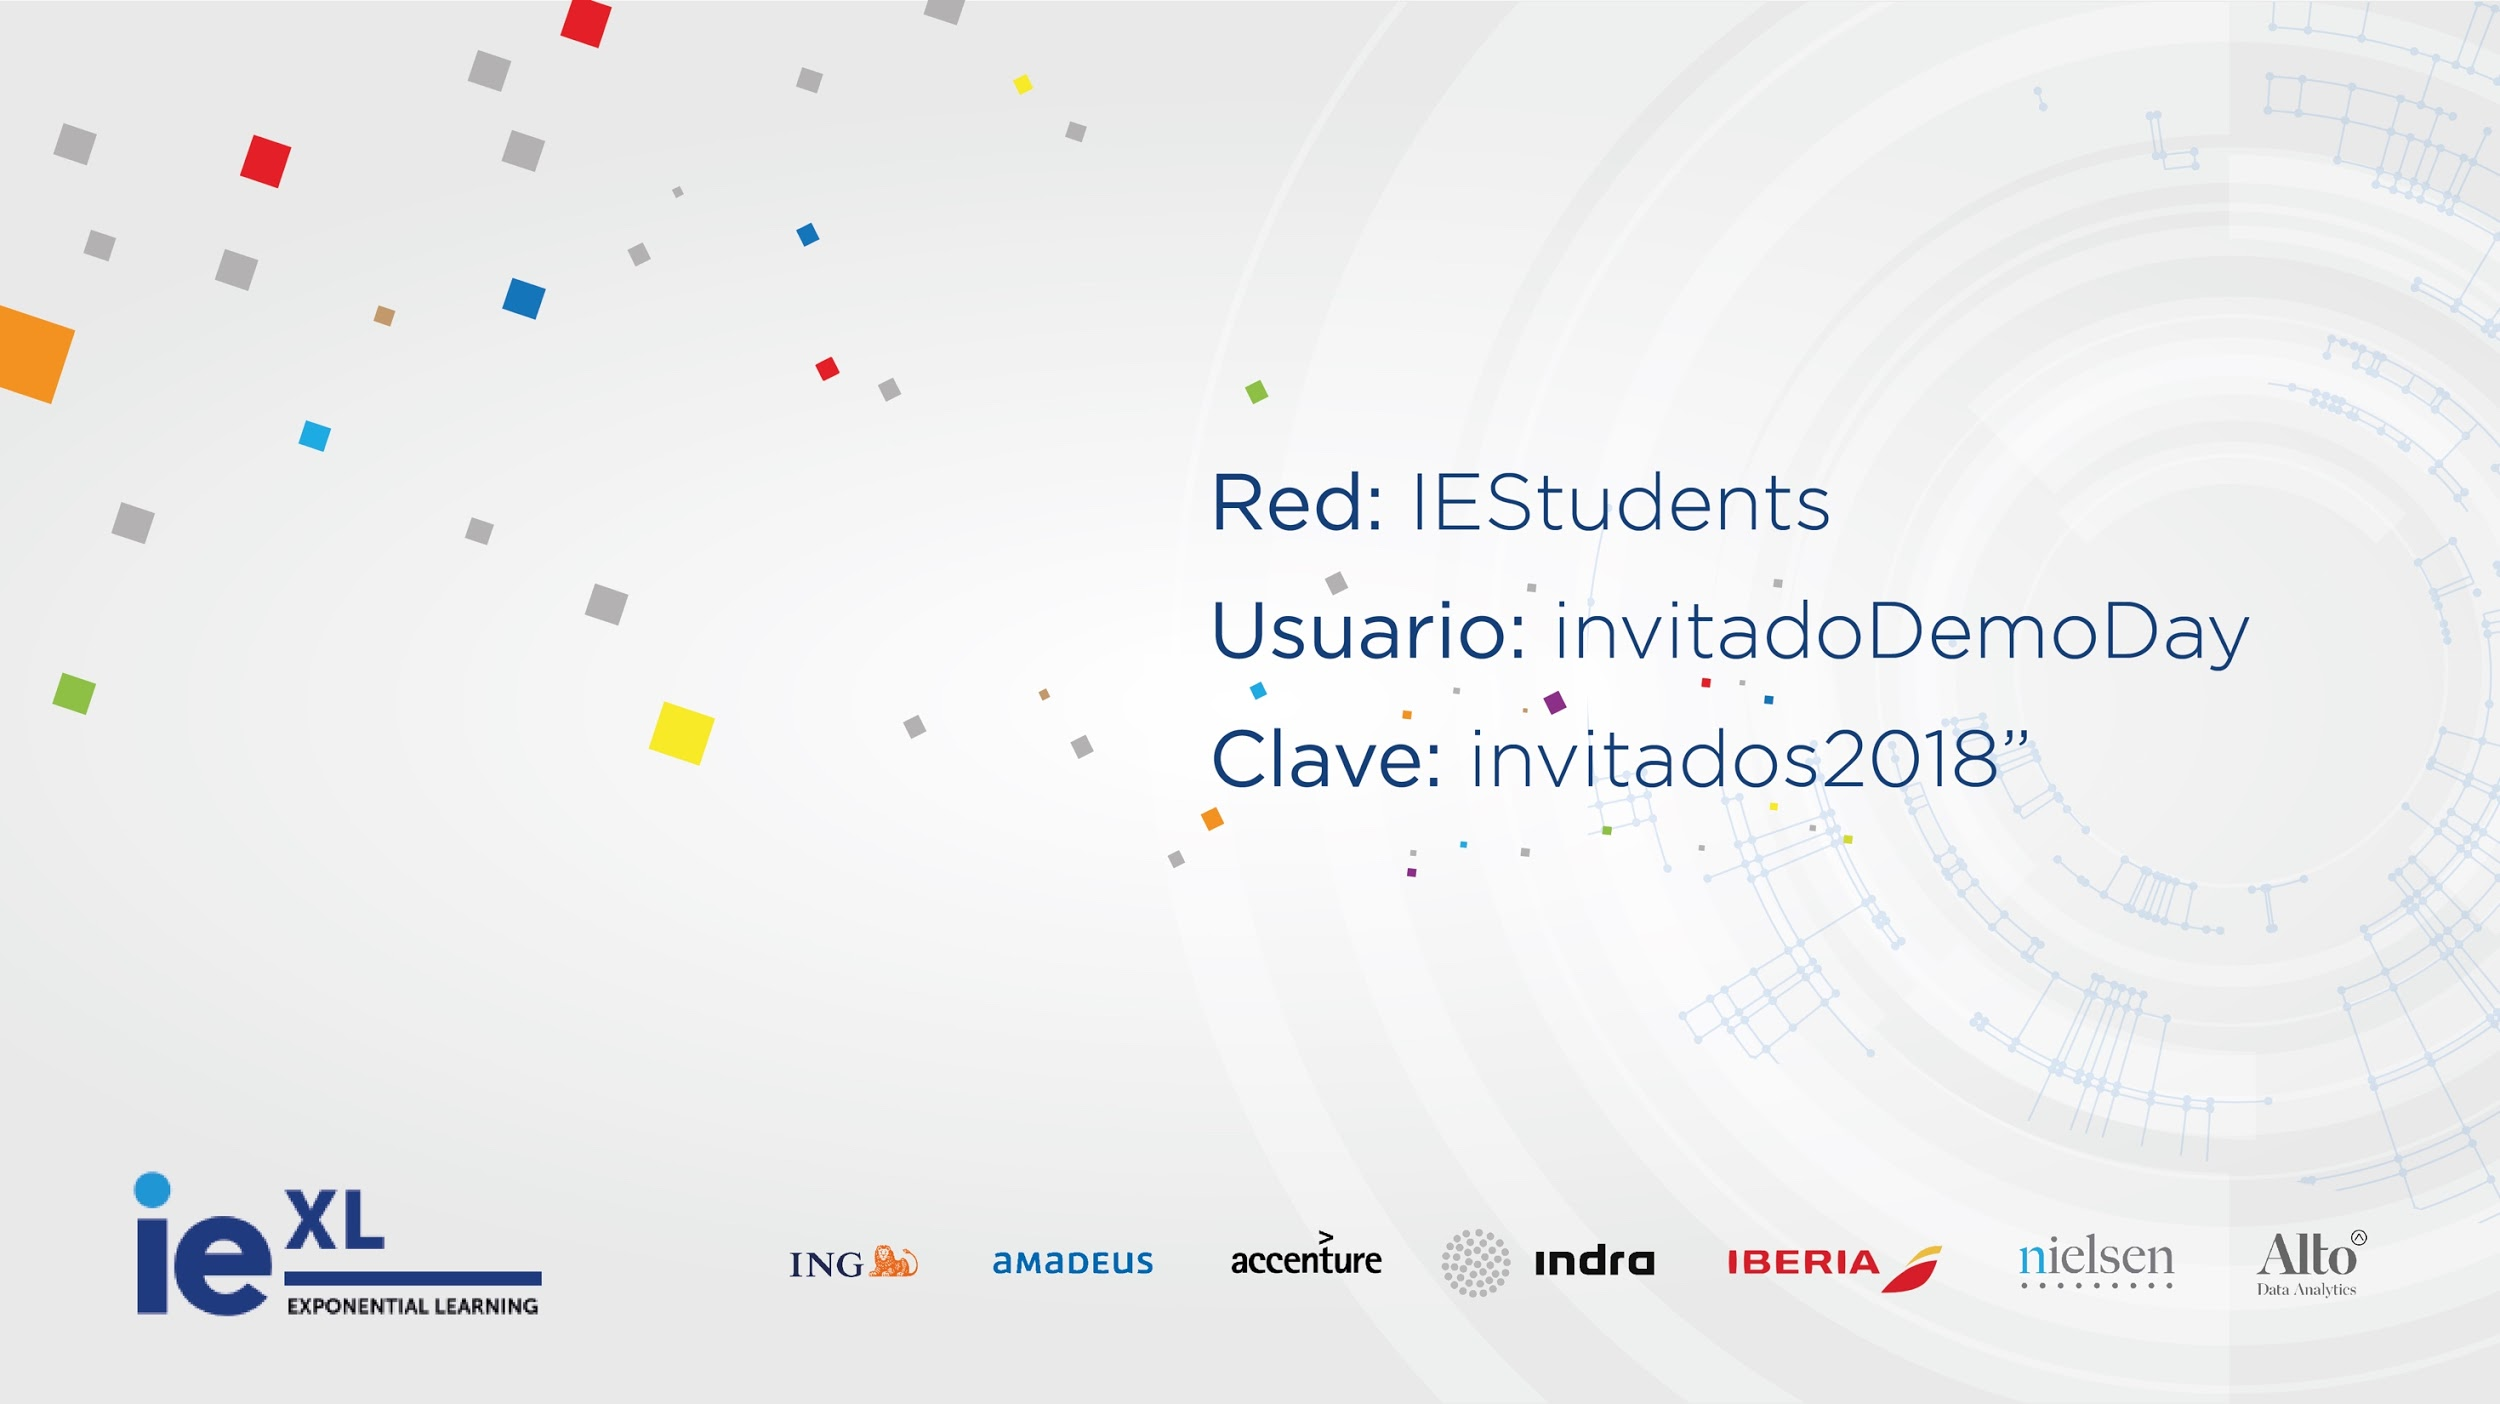 Red: IEStudents
Usuario: invitadoDemoDay
Clave: invitados2018”
ie XL
EXPONENTIAL LEARNING
ING
amadeus
accenture
>
indra
IBERIA
nielsen
Alto
Data Analytics